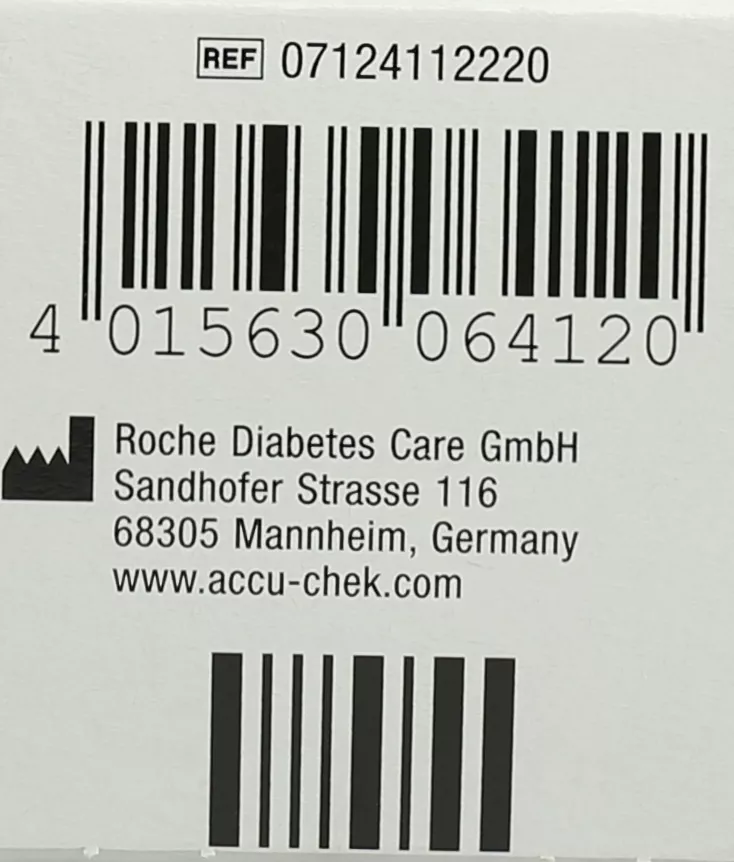 REF 07124112220
4 015630 064120
Roche Diabetes Care GmbH
Sandhofer Strasse 116
68305 Mannheim, Germany
www.accu-chek.com